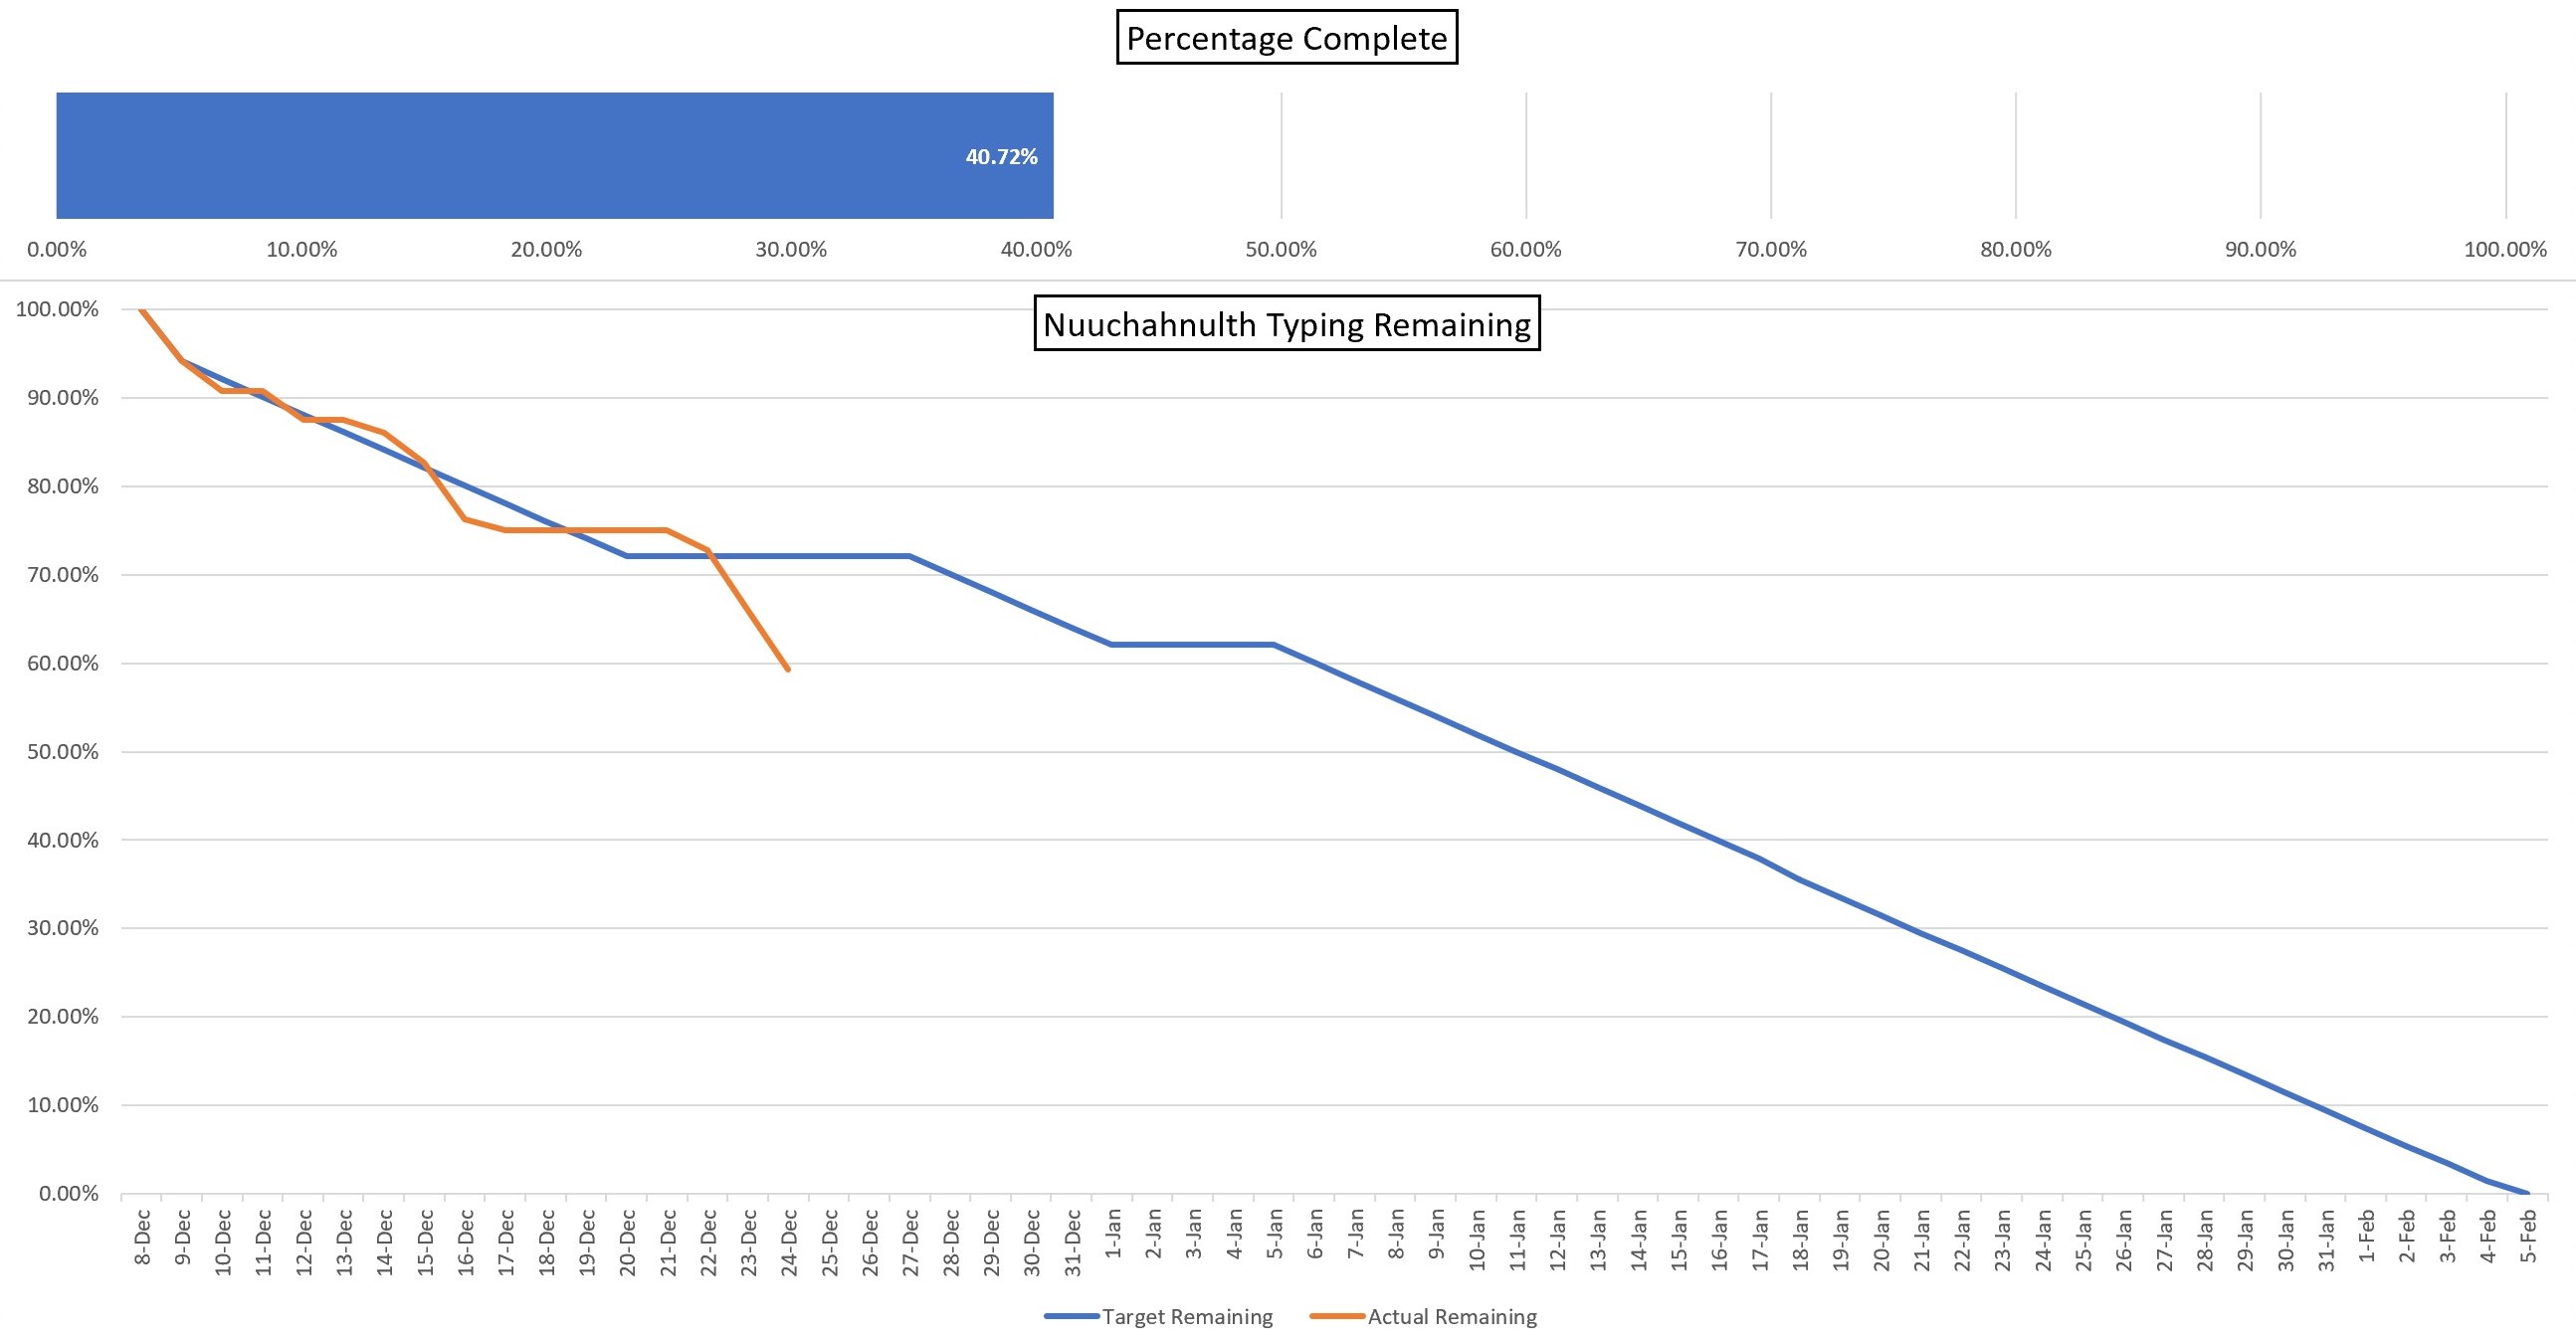 Percentage Complete
40.72%
0.00% 10.00% 20.00% 30.00% 40.00% 50.00% 60.00% 70.00% 80.00% 90.00% 100.00%
Nuuchahnulth Typing Remaining
100.00%
90.00%
80.00%
70.00%
60.00%
50.00%
40.00%
30.00%
20.00%
10.00%
0.00%
8-Dec 9-Dec 10-Dec 11-Dec 12-Dec 13-Dec 14-Dec 15-Dec 16-Dec 17-Dec 18-Dec 19-Dec 20-Dec 21-Dec 22-Dec 23-Dec 24-Dec 25-Dec 26-Dec 27-Dec 28-Dec 29-Dec 30-Dec 31-Dec 1-Jan 2-Jan 3-Jan 4-Jan 5-Jan 6-Jan 7-Jan 8-Jan 9-Jan 10-Jan 11-Jan 12-Jan 13-Jan 14-Jan 15-Jan 16-Jan 17-Jan 18-Jan 19-Jan 20-Jan 21-Jan 22-Jan 23-Jan 24-Jan 25-Jan 26-Jan 27-Jan 28-Jan 29-Jan 30-Jan 31-Jan 1-Feb 2-Feb 3-Feb 4-Feb 5-Feb
Target Remaining Actual Remaining